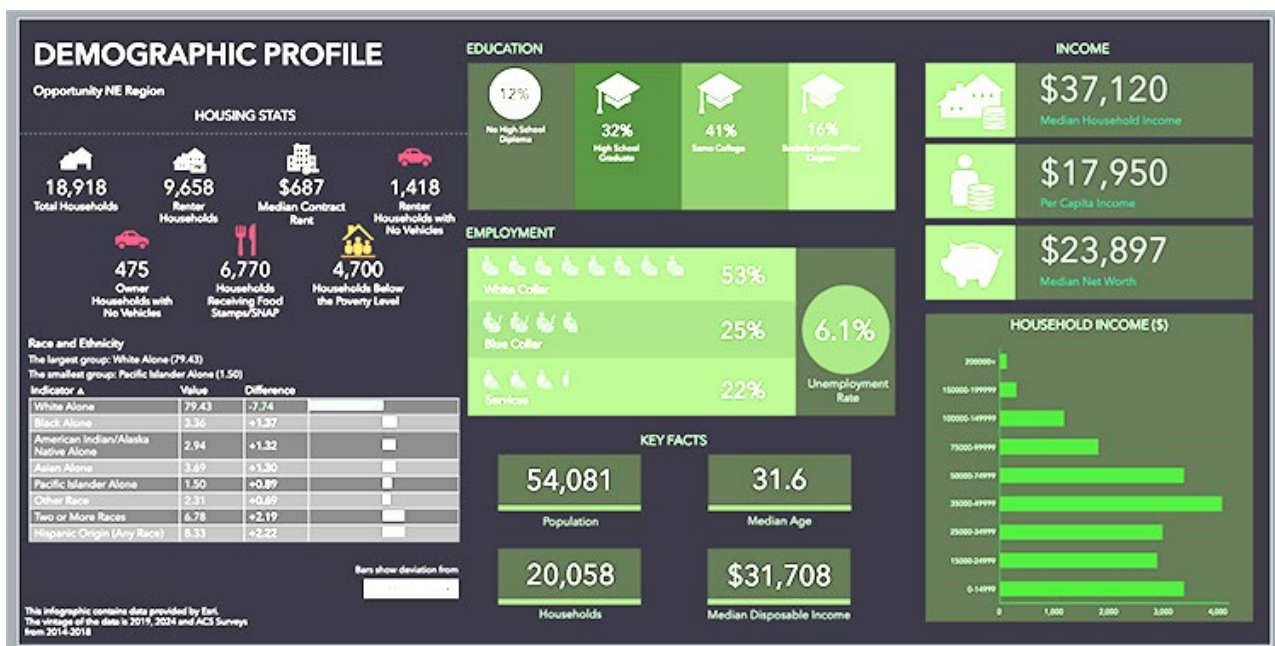 DEMOGRAPHIC PROFILE
Opportunity NE Region
HOUSING STATS
18,918
Total Households
9,658
Renter
Households
$687
Median Contract
Rent
1,418
Renter
Households with
No Vehicles
475
Owner
Households with
No Vehicles
6,770
Households
Receiving Food
Stamps/SNAP
4,700
Households Below
the Poverty Level
Race and Ethnicity
The largest group: White Alone (79.43)
The smallest group: Pacific Islander Alone (1.50)
Indicator ▲ Value Difference
White Alone 79.43 -7.74
Black Alone 3.36 +1.37
American Indian/Alaska
Native Alone 2.94 +1.32
Asian Alone 3.69 +1.30
Pacific Islander Alone 1.50 +0.89
Other Race 2.31 +0.69
Two or More Races 6.78 +2.19
Hispanic Origin (Any Race) 8.33 +2.22
Bars show deviation from
This infographic contains data provided by Esri.
The vintage of the data is 2019, 2024 and ACS Surveys
from 2014-2018
EDUCATION
12%
No High School
Diploma
32%
High School
Graduate
41%
Some College
16%
Degree
EMPLOYMENT
White Collar 53%
Blue Collar 25%
Services 22%
6.1%
Unemployment
Rate
KEY FACTS
54,081
Population
31.6
Median Age
20,058
Households
$31,708
Median Disposable Income
INCOME
$37,120
Median Household Income
$17,950
Per Capita Income
$23,897
Median Net Worth
HOUSEHOLD INCOME ($)
200000+
150000-199999
100000-149999
75000-99999
50000-74999
35000-49999
25000-34999
15000-24999
0-14999
0 1,000 2,000 3,000 4,000